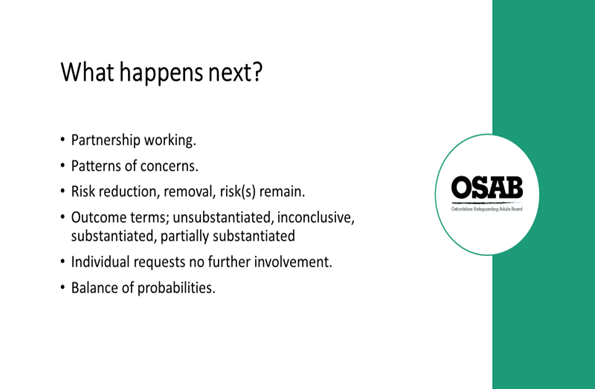 What happens next?
• Partnership working.
• Patterns of concerns.
• Risk reduction, removal, risk(s) remain.
• Outcome terms; unsubstantiated, inconclusive,
substantiated, partially substantiated
• Individual requests no further involvement.
• Balance of probabilities.
OSAB
Oxfordshire Safeguarding Adults Board